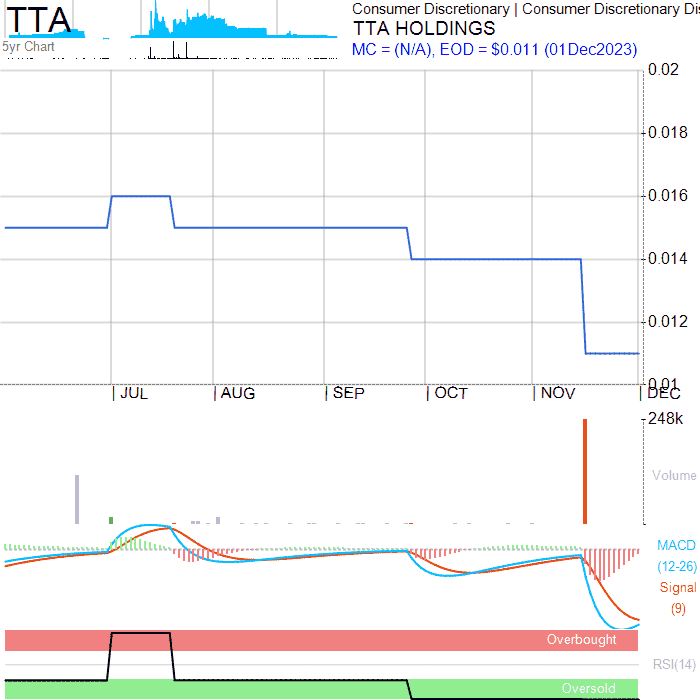 TTA
5yr Chart
Consumer Discretionary | Consumer Discretionary Dis
TTA HOLDINGS
MC = (N/A), EOD = $0.011 (01Dec2023)
0.02
0.018
0.016
0.014
0.012
0.01
JUL AUG SEP OCT NOV DEC
248k
Volume
MACD
(12-26)
Signal
(9)
Overbought
RSI(14)
Oversold